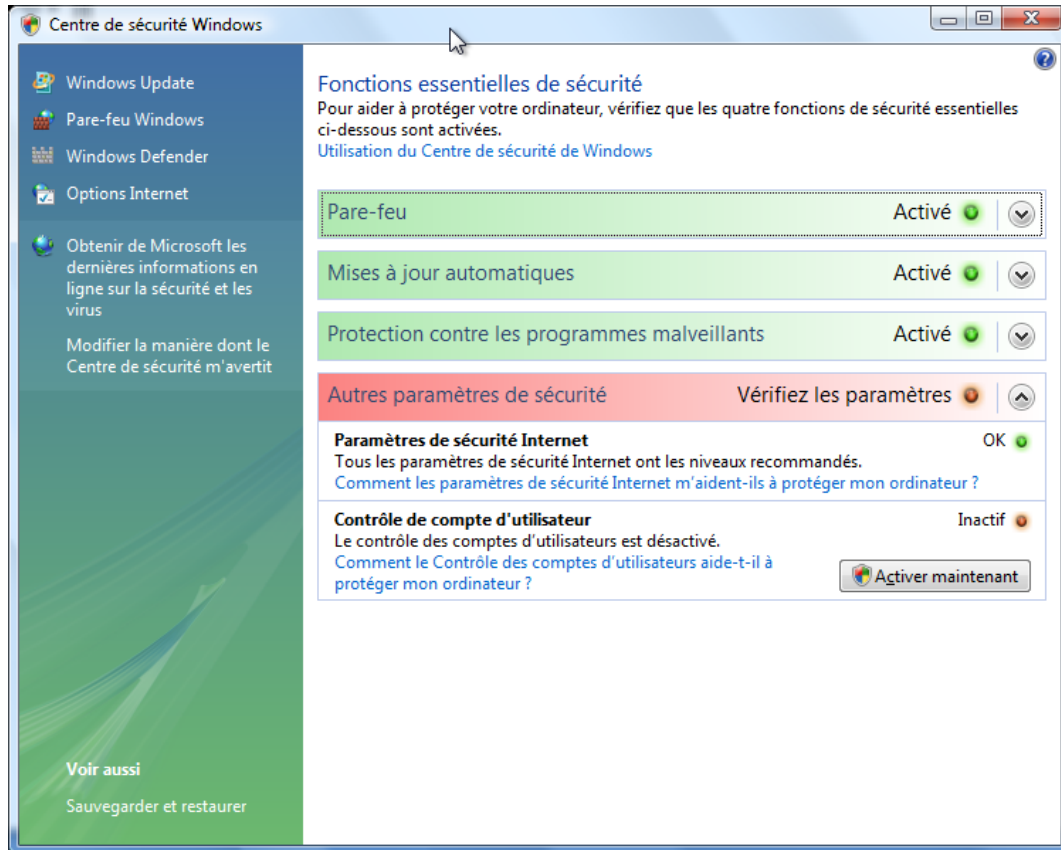 Centre de sécurité Windows
Windows Update
Pare-feu Windows
Windows Defender
Options Internet
Obtenir de Microsoft les
dernières informations en
ligne sur la sécurité et les
virus
Modifier la manière dont le
Centre de sécurité m'avertit
Voir aussi
Sauvegarder et restaurer
Fonctions essentielles de sécurité
Pour aider à protéger votre ordinateur, vérifiez que les quatre fonctions de sécurité essentielles
ci-dessous sont activées.
Utilisation du Centre de sécurité de Windows
Pare-feu Activé
Mises à jour automatiques Activé
Protection contre les programmes malveillants Activé
Autres paramètres de sécurité Vérifiez les paramètres
Paramètres de sécurité Internet OK
Tous les paramètres de sécurité Internet ont les niveaux recommandés.
Comment les paramètres de sécurité Internet m'aident-ils à protéger mon ordinateur ?
Contrôle de compte d'utilisateur Inactif
Le contrôle des comptes d'utilisateurs est désactivé.
Comment le Contrôle des comptes d'utilisateurs aide-t-il à
protéger mon ordinateur ?
Activer maintenant